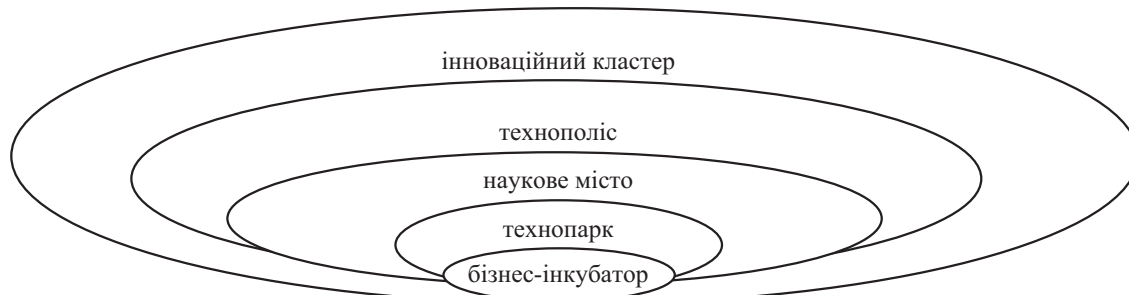 інноваційний кластер
технополіс
наукове місто
технопарк
бізнес-інкубатор